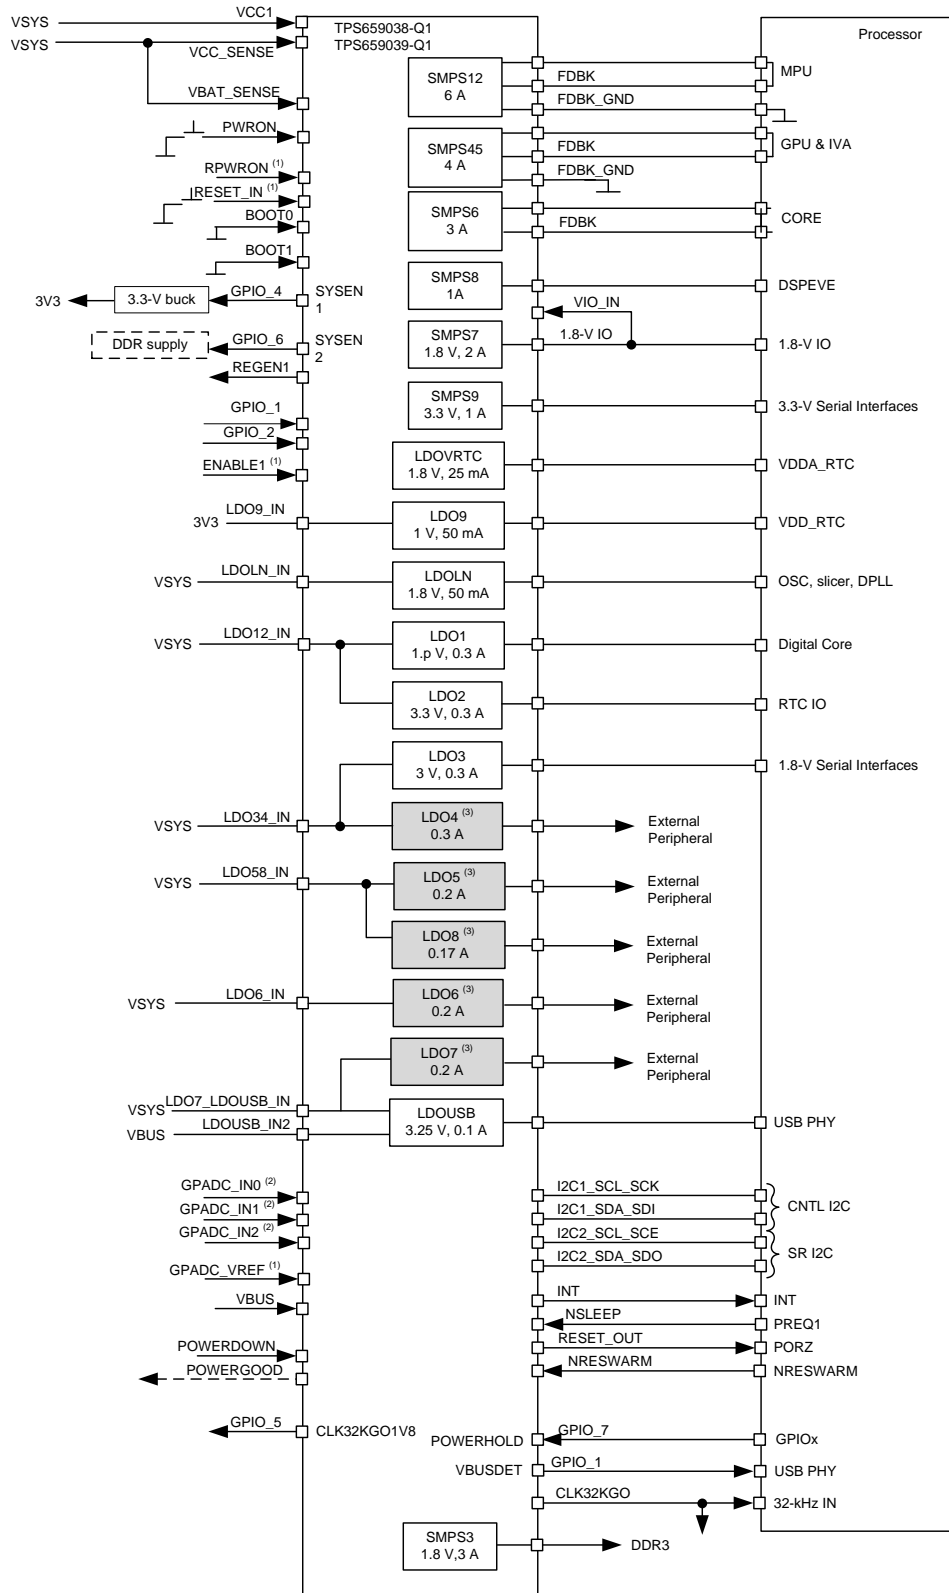 VCC1
VSYS
VSYS
VCC_SENSE
VBAT_SENSE
PWRON
RPWRON (1)
RESET_IN (1)
BOOT0
BOOT1
3V3
3.3-V buck
GPIO_4
SYSEN
1
DDR supply
GPIO_6
SYSEN
2
REGEN1
GPIO_1
GPIO_2
ENABLE1 (1)
3V3
LDO9_IN
VSYS
LDOLN_IN
VSYS
LDO12_IN
VSYS
LDO34_IN
VSYS
LDO58_IN
VSYS
LDO6_IN
VSYS
LDO7_LDOUSB_IN
VBUS
LDOUSB_IN2
GPADC_IN0 (2)
GPADC_IN1 (2)
GPADC_IN2 (2)
GPADC_VREF (1)
VBUS
POWERDOWN
POWERGOOD
GPIO_5
CLK32KGO1V8
TPS659038-Q1
TPS659039-Q1
SMPS12
6 A
SMPS45
4 A
SMPS6
3 A
SMPS8
1A
SMPS7
1.8 V, 2 A
SMPS9
3.3 V, 1 A
LDOVRTC
1.8 V, 25 mA
LDO9
1 V, 50 mA
LDOLN
1.8 V, 50 mA
LDO1
1.p V, 0.3 A
LDO2
3.3 V, 0.3 A
LDO3
3 V, 0.3 A
LDO4 (3)
0.3 A
LDO5 (3)
0.2 A
LDO8 (3)
0.17 A
LDO6 (3)
0.2 A
LDO7 (3)
0.2 A
LDOUSB
3.25 V, 0.1 A
POWERHOLD
VBUSDET
SMPS3
1.8 V,3 A
FDBK
FDBK_GND
FDBK
FDBK_GND
FDBK
VIO_IN
1.8-V IO
External
Peripheral
External
Peripheral
External
Peripheral
External
Peripheral
External
Peripheral
I2C1_SCL_SCK
I2C1_SDA_SDI
I2C2_SCL_SCE
I2C2_SDA_SDO
INT
NSLEEP
RESET_OUT
NRESWARM
GPIO_7
GPIO_1
CLK32KGO
DDR3
Processor
MPU
GPU & IVA
CORE
DSPEVE
1.8-V IO
3.3-V Serial Interfaces
VDDA_RTC
VDD_RTC
OSC, slicer, DPLL
Digital Core
RTC IO
1.8-V Serial Interfaces
USB PHY
CNTL I2C
SR I2C
INT
PREQ1
PORZ
NRESWARM
GPIOx
USB PHY
32-kHz IN